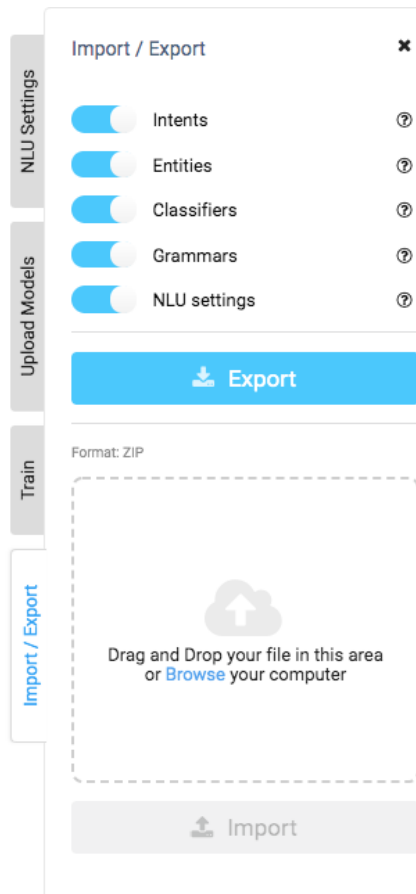 Import / Export
NLU Settings
Upload Models
Train
Import / Export
Intents
Entities
Classifiers
Grammars
NLU settings
Export
Format: ZIP
Drag and Drop your file in this area
or Browse your computer
Import